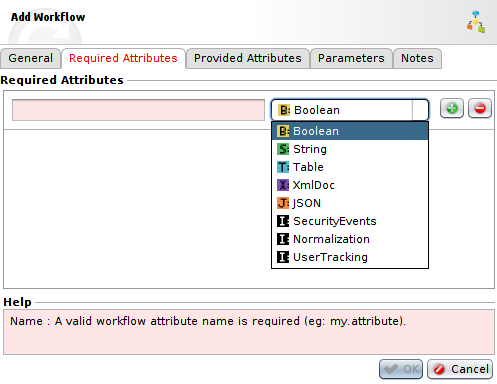 Add Workflow
General Required Attributes Provided Attributes Parameters Notes
Required Attributes
B: Boolean
B: Boolean
S: String
T: Table
I: XmlDoc
J: JSON
I: SecurityEvents
I: Normalization
I: UserTracking
Help
Name : A valid workflow attribute name is required (eg: my.attribute).
OK Cancel